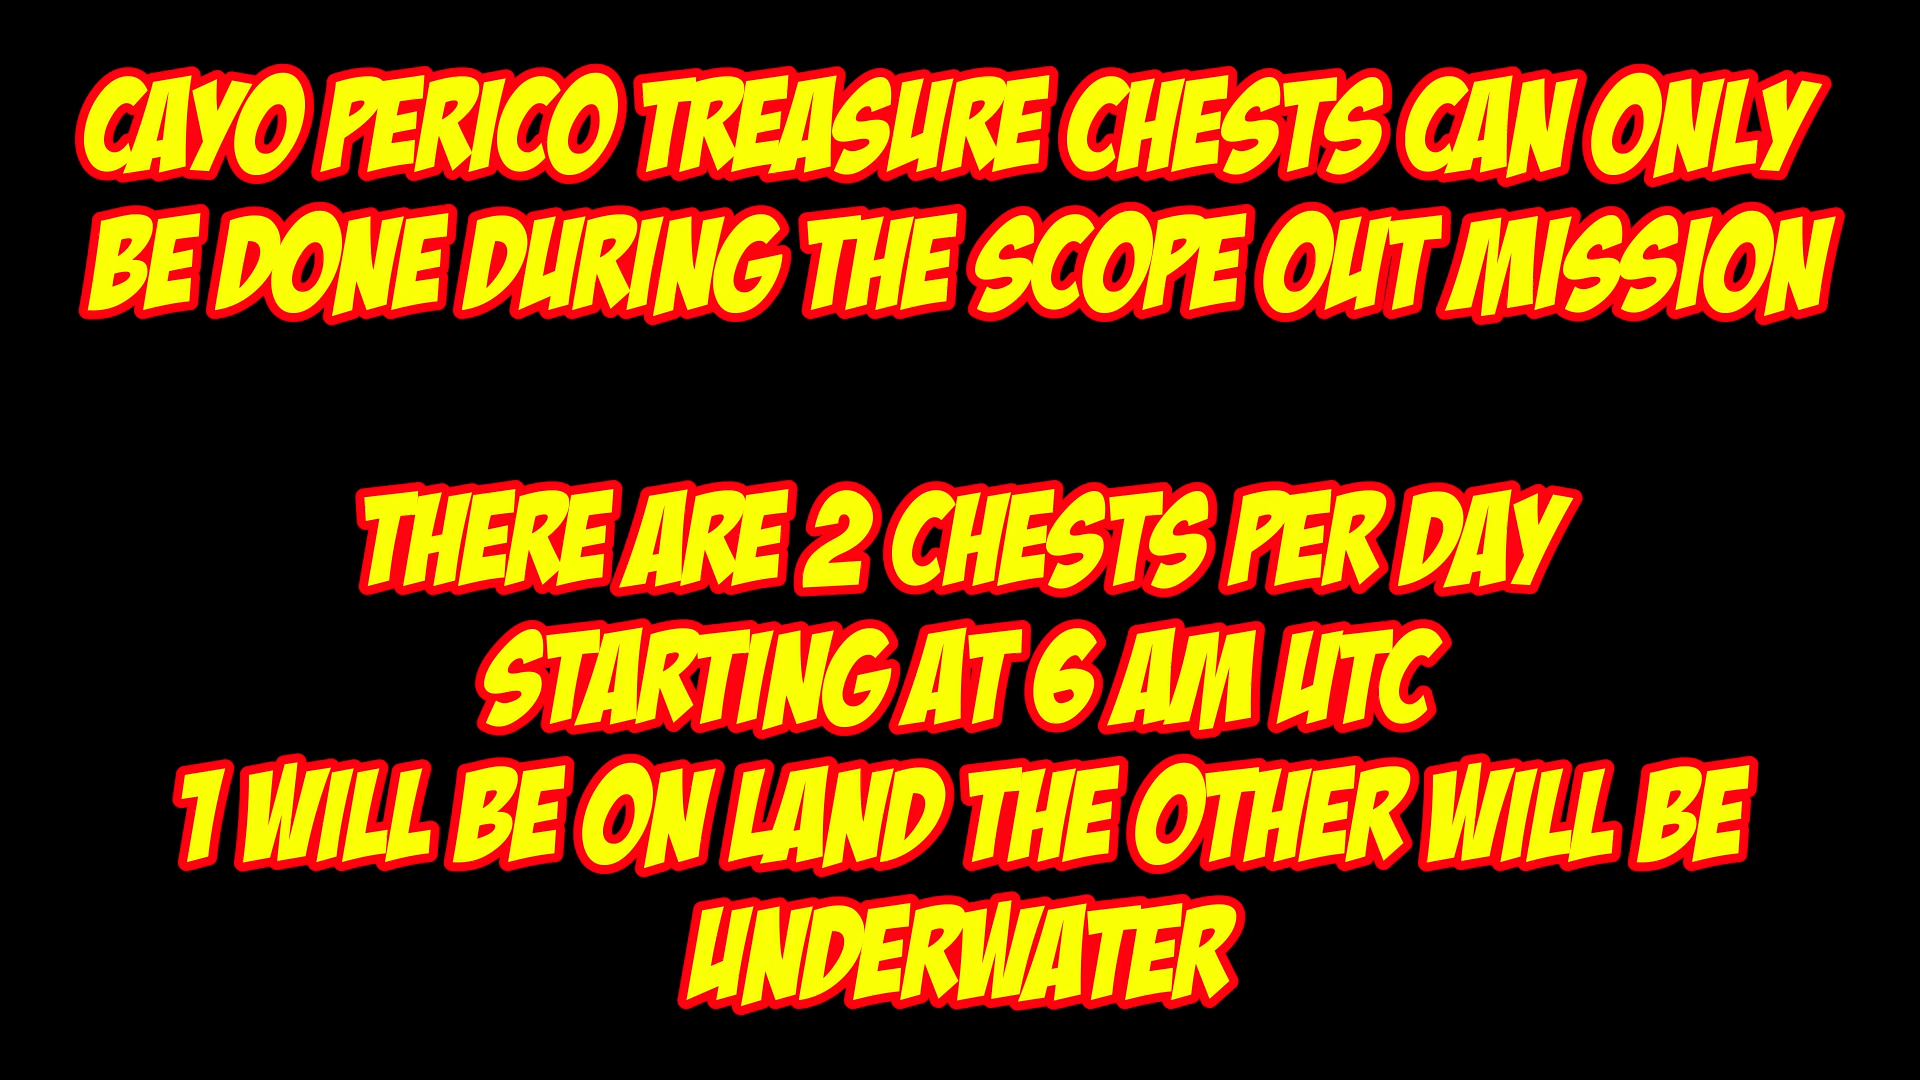 CAYO PERICO TREASURE CHESTS CAN ONLY
BE DONE DURING THE SCOPE OUT MISSION
THERE ARE 2 CHESTS PER DAY
STARTING AT 6 AM UTC
1 WILL BE ON LAND THE OTHER WILL BE
UNDERWATER